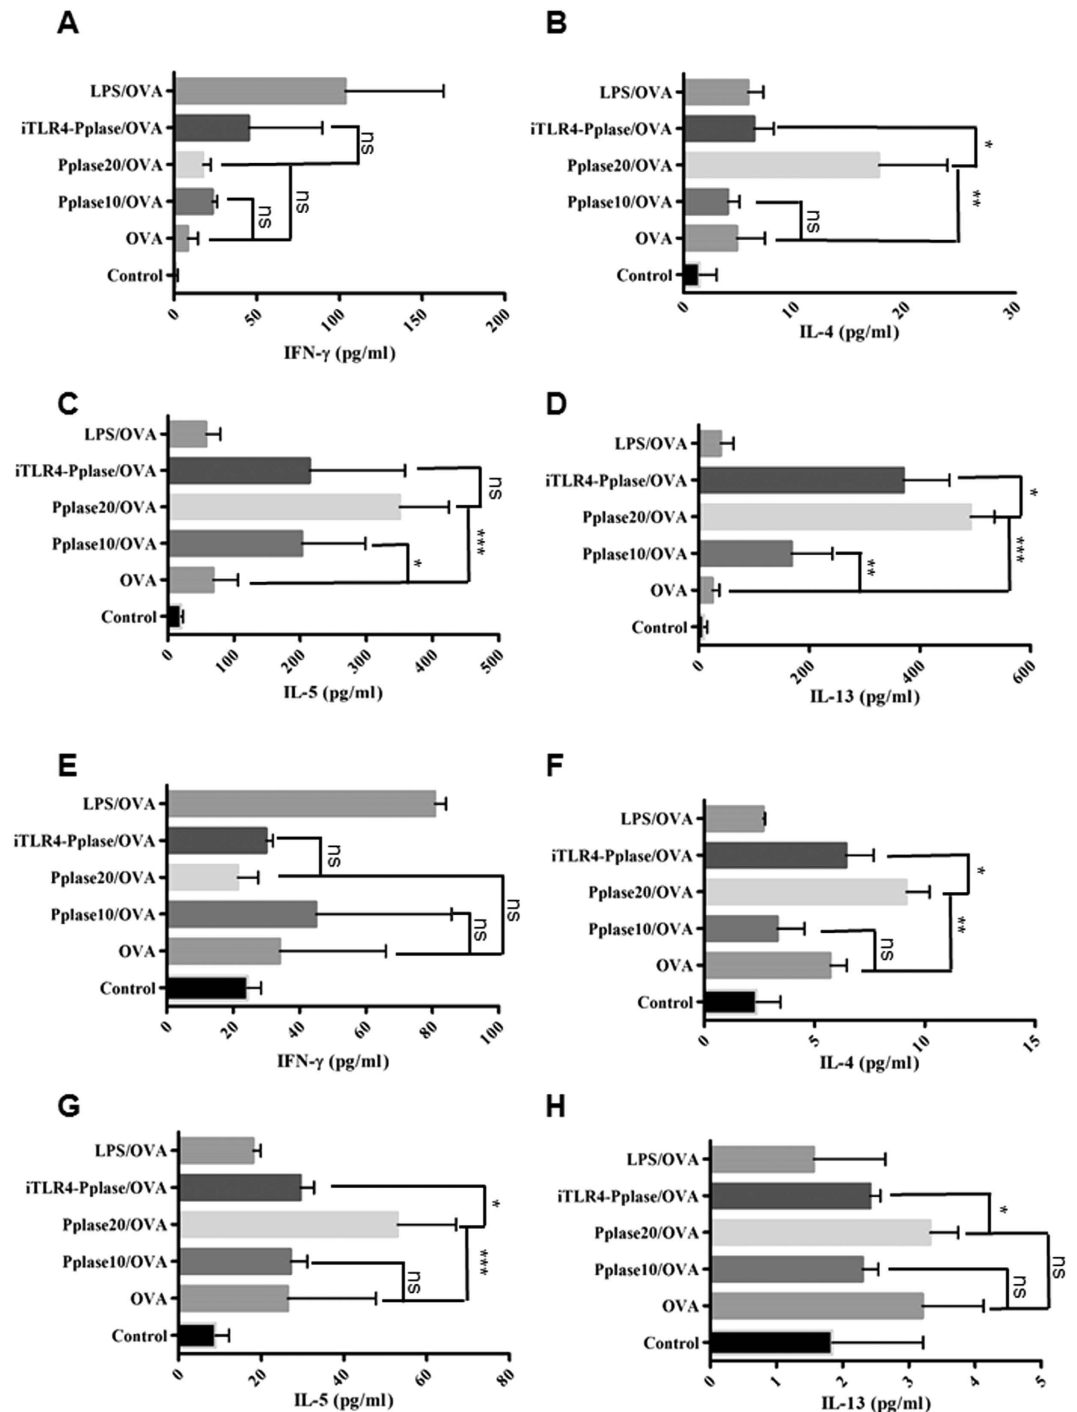 A
LPS/OVA
iTLR4-Pplase/OVA
Pplase20/OVA
Pplase10/OVA
OVA
Control
ns
ns
ns
0
50
100
150
200
IFN-γ (pg/ml)
B
LPS/OVA
iTLR4-Pplase/OVA
Pplase20/OVA
Pplase10/OVA
OVA
Control
*
**
ns
0
10
20
30
IL-4 (pg/ml)
C
LPS/OVA
iTLR4-Pplase/OVA
Pplase20/OVA
Pplase10/OVA
OVA
Control
ns
***
*
0
100
200
300
400
500
IL-5 (pg/ml)
D
LPS/OVA
iTLR4-Pplase/OVA
Pplase20/OVA
Pplase10/OVA
OVA
Control
*
***
**
0
200
400
600
IL-13 (pg/ml)
E
LPS/OVA
iTLR4-Pplase/OVA
Pplase20/OVA
Pplase10/OVA
OVA
Control
ns
ns
ns
0
20
40
60
80
100
IFN-γ (pg/ml)
F
LPS/OVA
iTLR4-Pplase/OVA
Pplase20/OVA
Pplase10/OVA
OVA
Control
*
**
ns
0
5
10
15
IL-4 (pg/ml)
G
LPS/OVA
iTLR4-Pplase/OVA
Pplase20/OVA
Pplase10/OVA
OVA
Control
*
***
ns
0
20
40
60
80
IL-5 (pg/ml)
H
LPS/OVA
iTLR4-Pplase/OVA
Pplase20/OVA
Pplase10/OVA
OVA
Control
*
ns
ns
0
1
2
3
4
5
IL-13 (pg/ml)